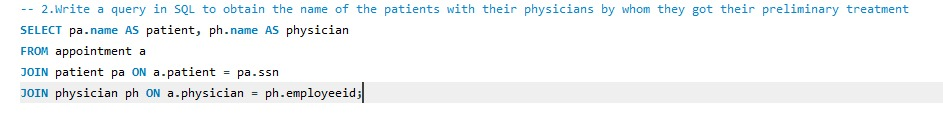 -- 2.Write a query in SQL to obtain the name of the patients with their physicians by whom they got their preliminary treatment
SELECT pa.name AS patient, ph.name AS physician
FROM appointment a
JOIN patient pa ON a.patient = pa.ssn
JOIN physician ph ON a.physician = ph.employeeid;